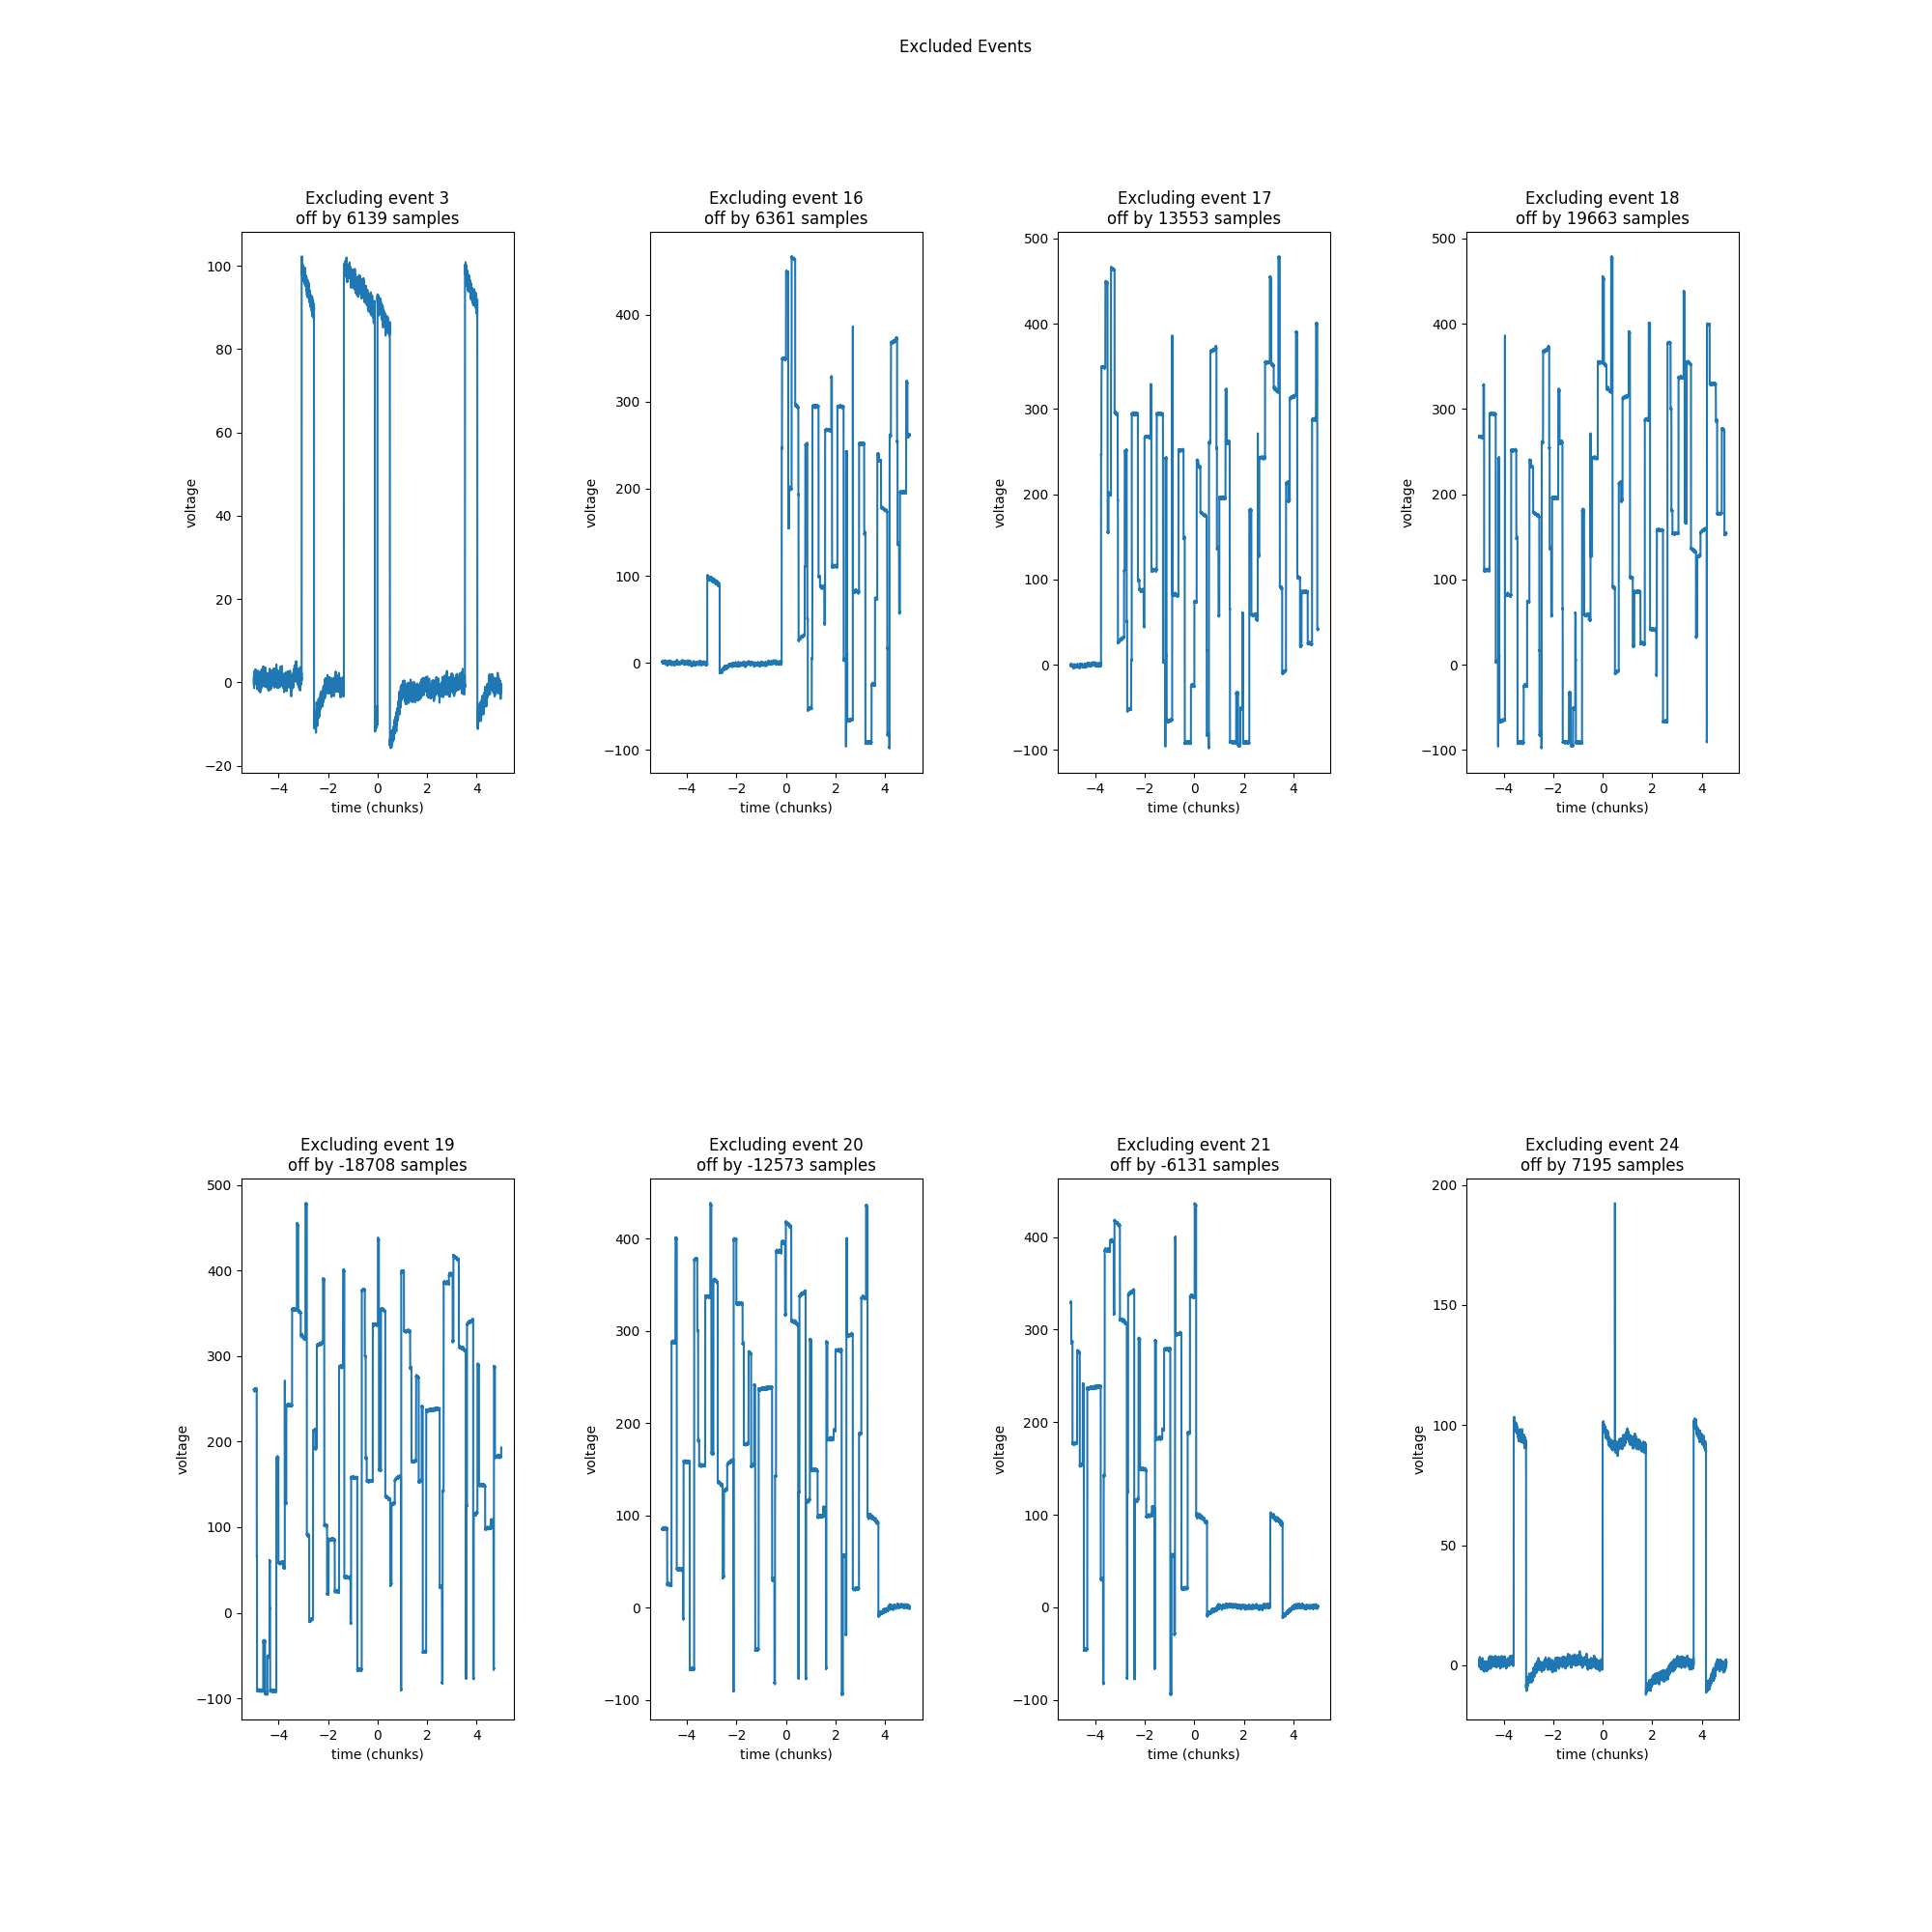 Excluded Events
Excluding event 3
off by 6139 samples
100
80
60
40
20
0
−20
−4 −2 0 2 4
voltage
time (chunks)
Excluding event 16
off by 6361 samples
400
300
200
100
0
−100
−4 −2 0 2 4
voltage
time (chunks)
Excluding event 17
off by 13553 samples
500
400
300
200
100
0
−100
−4 −2 0 2 4
voltage
time (chunks)
Excluding event 18
off by 19663 samples
500
400
300
200
100
0
−100
−4 −2 0 2 4
voltage
time (chunks)
Excluding event 19
off by -18708 samples
500
400
300
200
100
0
−100
−4 −2 0 2 4
voltage
time (chunks)
Excluding event 20
off by -12573 samples
400
300
200
100
0
−100
−4 −2 0 2 4
voltage
time (chunks)
Excluding event 21
off by -6131 samples
400
300
200
100
0
−100
−4 −2 0 2 4
voltage
time (chunks)
Excluding event 24
off by 7195 samples
200
150
100
50
0
−4 −2 0 2 4
voltage
time (chunks)